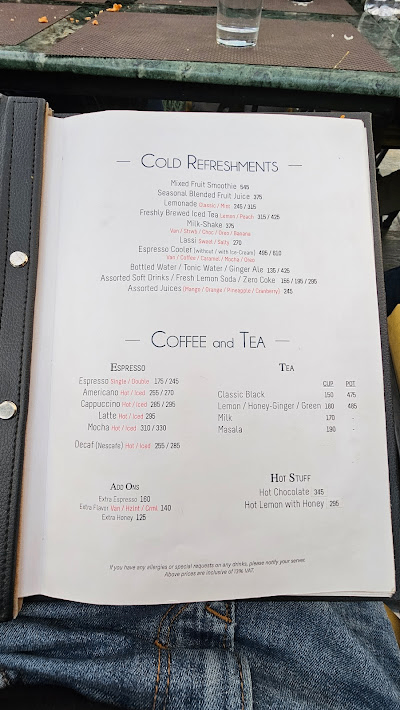 COLD REFRESHMENTS
Mixed Fruit Smoothie 545
Seasonal Blended Fruit Juice 375
Lemonade Classic / Mint 245 / 315
Freshly Brewed Iced Tea Lemon / Peach 315 / 425
Milk-Shake 375
Van / Straw / Choc / Oreo / Banana
Lassi Sweet / Salty 270
Espresso Cooler (without / with Ice-Cream) 495 / 610
Van / Coffee / Caramel / Mocha / Oreo
Bottled Water / Tonic Water / Ginger Ale 135 / 425
Assorted Soft Drinks / Fresh Lemon Soda / Zero Coke 166 / 195 / 295
Assorted Juices (Mango / Orange / Pineapple / Cranberry) 245
COFFEE and TEA
ESPRESSO
Espresso Single / Double 175 / 245
Americano Hot / Iced 255 / 270
Cappuccino Hot / Iced 285 / 295
Latte Hot / Iced 295
Mocha Hot / Iced 310 / 330
Decaf (Nescafe) Hot / Iced 255 / 285
TEA
CUP POT
Classic Black 150 475
Lemon / Honey-Ginger / Green 160 485
Milk 170 -
Masala 190 -
ADD ONS
Extra Espresso 160
Extra Flavor Van / Hzlnt / Crml 140
Extra Honey 125
HOT STUFF
Hot Chocolate 345
Hot Lemon with Honey 295
If you have any allergies or special requests on any drinks, please notify your server.
Above prices are inclusive of 13% VAT.